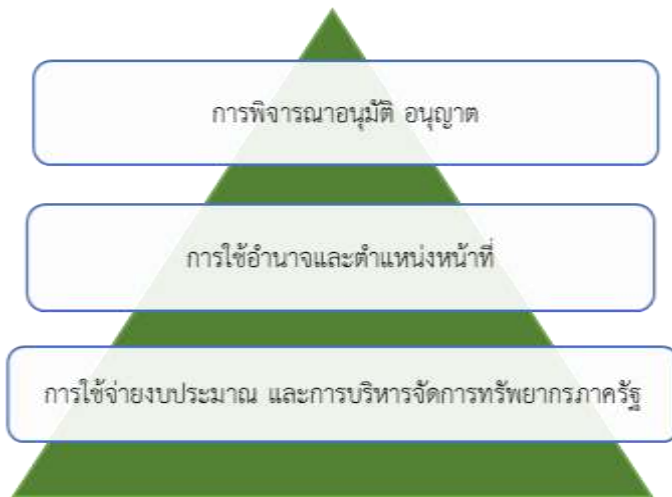 การพิจารณาอนุมัติ อนุญาต
การใช้อำนาจและตำแหน่งหน้าที่
การใช้จ่ายงบประมาณ และการบริหารจัดการทรัพยากรภาครัฐ